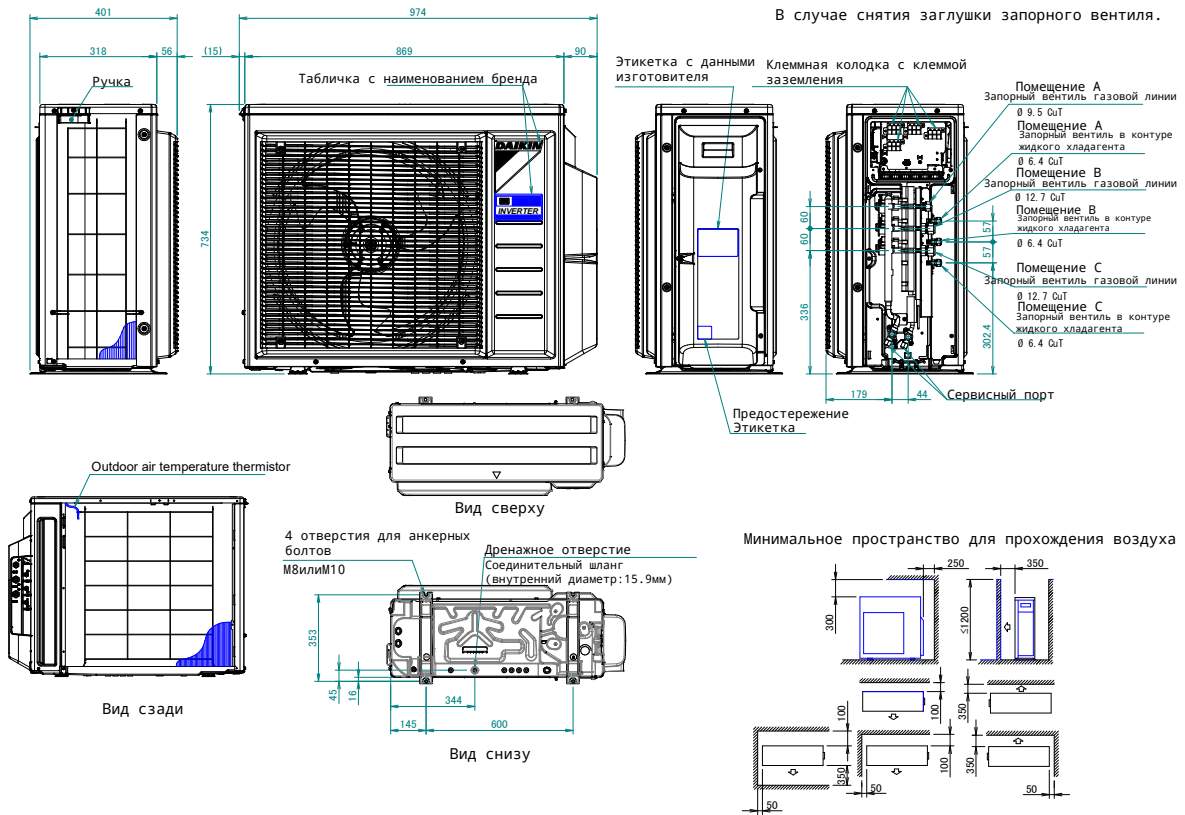 401
974
В случае снятия заглушки запорного вентиля.
318
56
(15)
869
90
Ручка
Табличка с наименованием бренда
Этикетка с данными
изготовителя
Клеммная колодка с клеммой
заземления
Помещение A
Запорный вентиль газовой линии
Ø 9.5 CuT
Помещение A
Запорный вентиль в контуре
жидкого хладагента
Ø 6.4 CuT
Помещение B
Запорный вентиль газовой линии
Ø 12.7 CuT
Помещение B
Запорный вентиль в контуре
жидкого хладагента
Ø 6.4 CuT
Помещение C
Запорный вентиль газовой линии
Ø 12.7 CuT
Помещение C
Запорный вентиль в контуре
жидкого хладагента
Ø 6.4 CuT
DAIKIN
INVERTER
734
60
60
336
57
57
302.4
179
44
Сервисный порт
Предостережение
Этикетка
Outdoor air temperature thermistor
Вид сверху
Вид сзади
4 отверстия для анкерных
болтов
M8илиM10
Дренажное отверстие
Соединительный шланг
(внутренний диаметр:15.9мм)
353
45
16
344
145
600
Вид снизу
Минимальное пространство для прохождения воздуха
250
350
300
≤1200
100
100
350
350
50
50
100
350
50